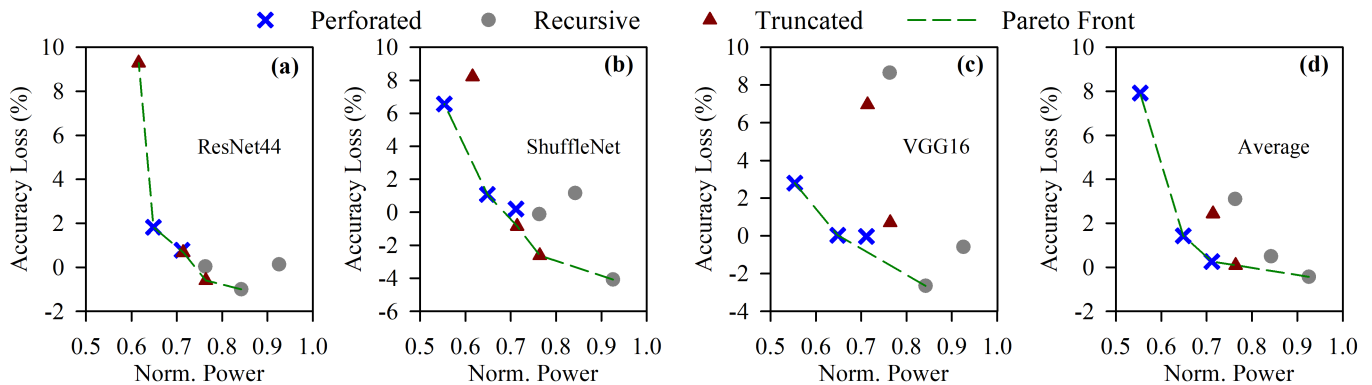 Perforated Recursive Truncated Pareto Front
10
8
6
4
2
0
-2
0.5 0.6 0.7 0.8 0.9 1.0
Accuracy Loss (%)
Norm. Power
(a)
ResNet44
10
8
6
4
2
0
-2
-4
-6
0.5 0.6 0.7 0.8 0.9 1.0
Accuracy Loss (%)
Norm. Power
(b)
ShuffleNet
10
8
6
4
2
0
-2
-4
0.5 0.6 0.7 0.8 0.9 1.0
Accuracy Loss (%)
Norm. Power
(c)
VGG16
10
8
6
4
2
0
-2
0.5 0.6 0.7 0.8 0.9 1.0
Accuracy Loss (%)
Norm. Power
(d)
Average